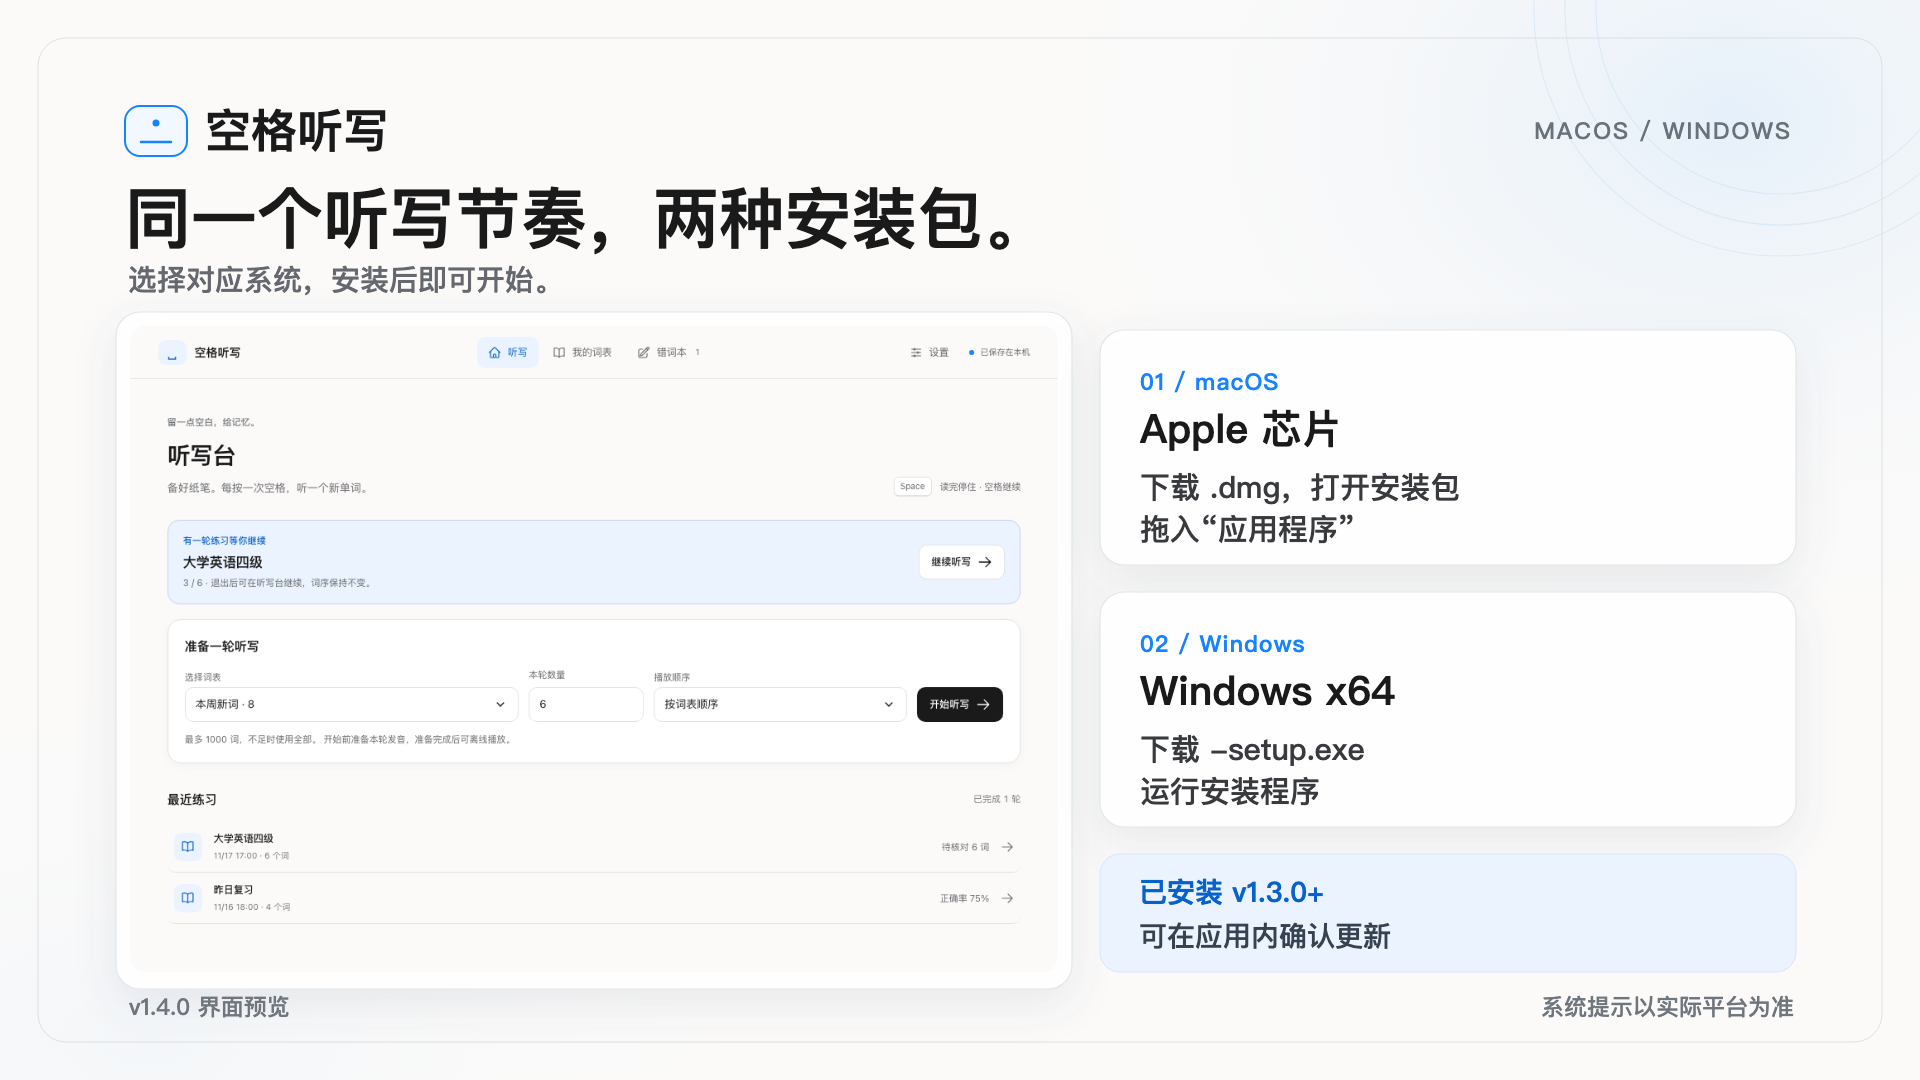 空格听写
MACOS / WINDOWS
同一个听写节奏，两种安装包。
选择对应系统，安装后即可开始。
空格听写
听写
我的词表
错词本 1
设置
已保存在本机
留一点空白，给记忆。
听写台
备好纸笔。每按一次空格，听一个新单词。
Space 读完停住 · 空格继续
有一轮练习等你继续
大学英语四级
3 / 6 · 退出后可在听写台继续，词序保持不变。
继续听写
准备一轮听写
选择词表
本轮数量
播放顺序
本周新词 · 8
6
按词表顺序
开始听写
最多 1000 词，不足时使用全部。 开始前准备本轮发音，准备完成后可离线播放。
最近练习
已完成 1 轮
大学英语四级
11/17 17:00 · 6 个词
待核对 6 词
昨日复习
11/16 18:00 · 4 个词
正确率 75%
v1.4.0 界面预览
01 / macOS
Apple 芯片
下载 .dmg，打开安装包
拖入“应用程序”
02 / Windows
Windows x64
下载 -setup.exe
运行安装程序
已安装 v1.3.0+
可在应用内确认更新
系统提示以实际平台为准